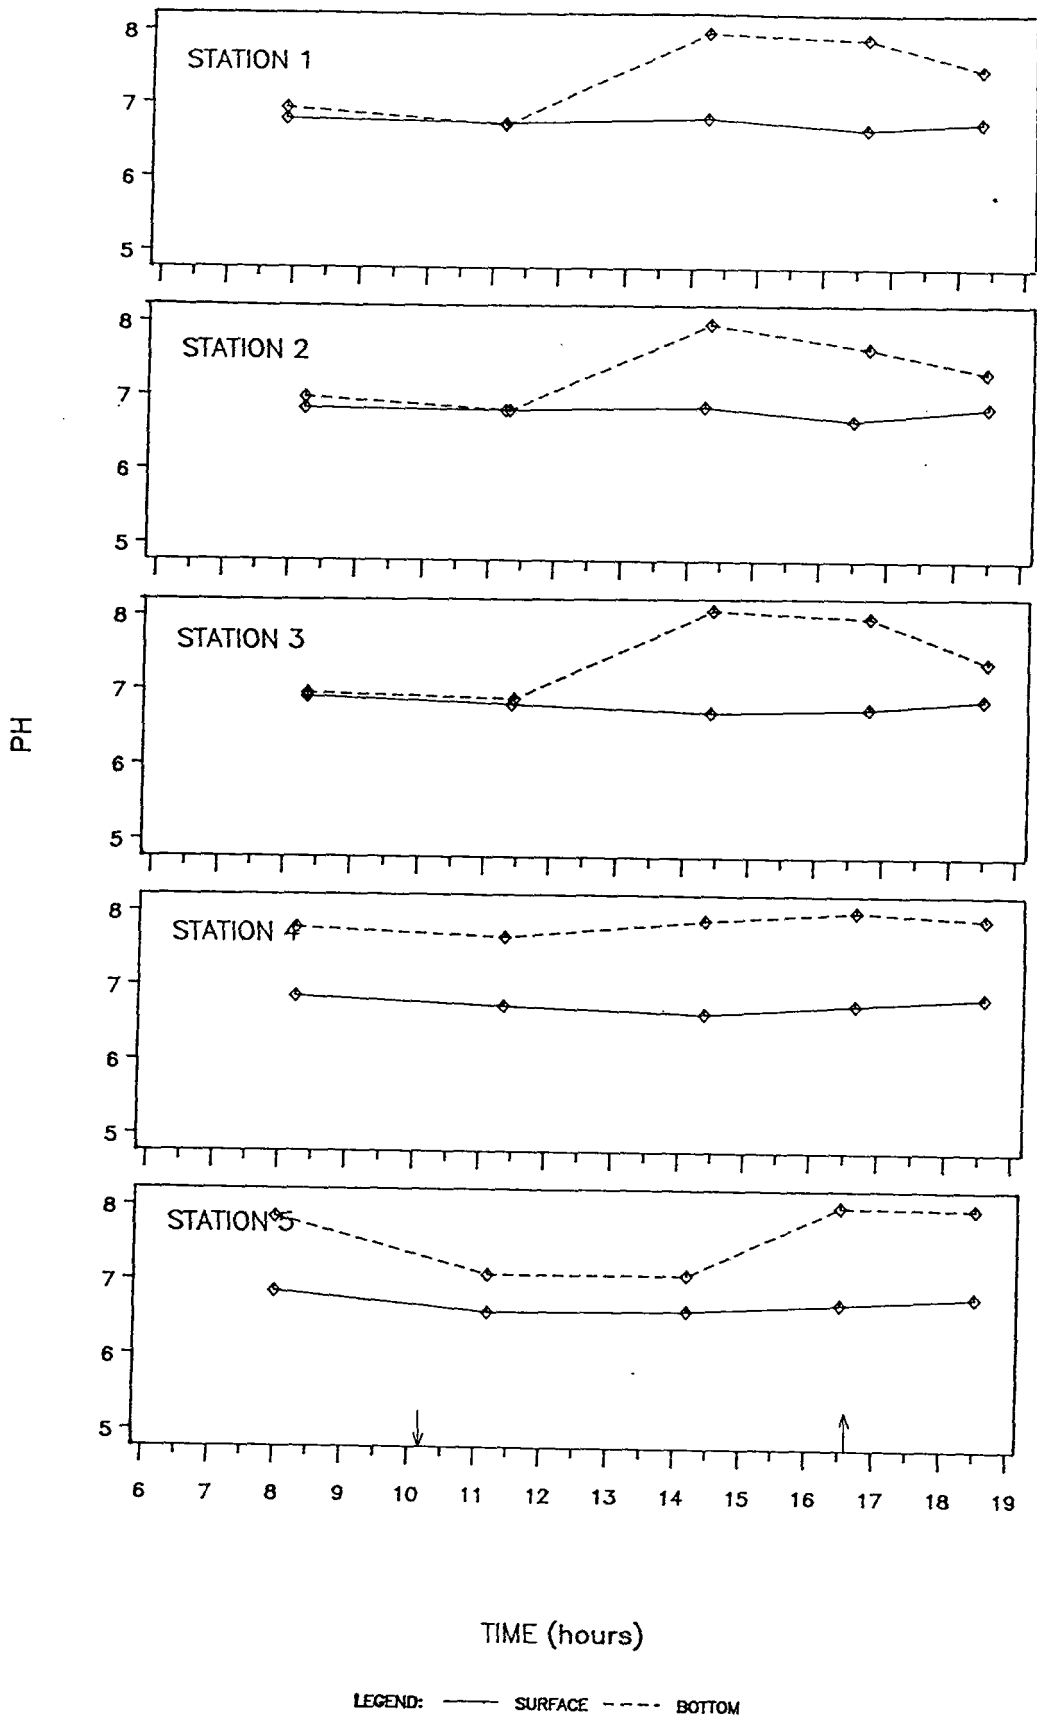 STATION 1
8
7
6
5
STATION 2
8
7
6
5
STATION 3
8
7
6
5
STATION 4
8
7
6
5
STATION 5
8
7
6
5
PH
6 7 8 9 10 11 12 13 14 15 16 17 18 19
TIME (hours)
LEGEND: SURFACE BOTTOM